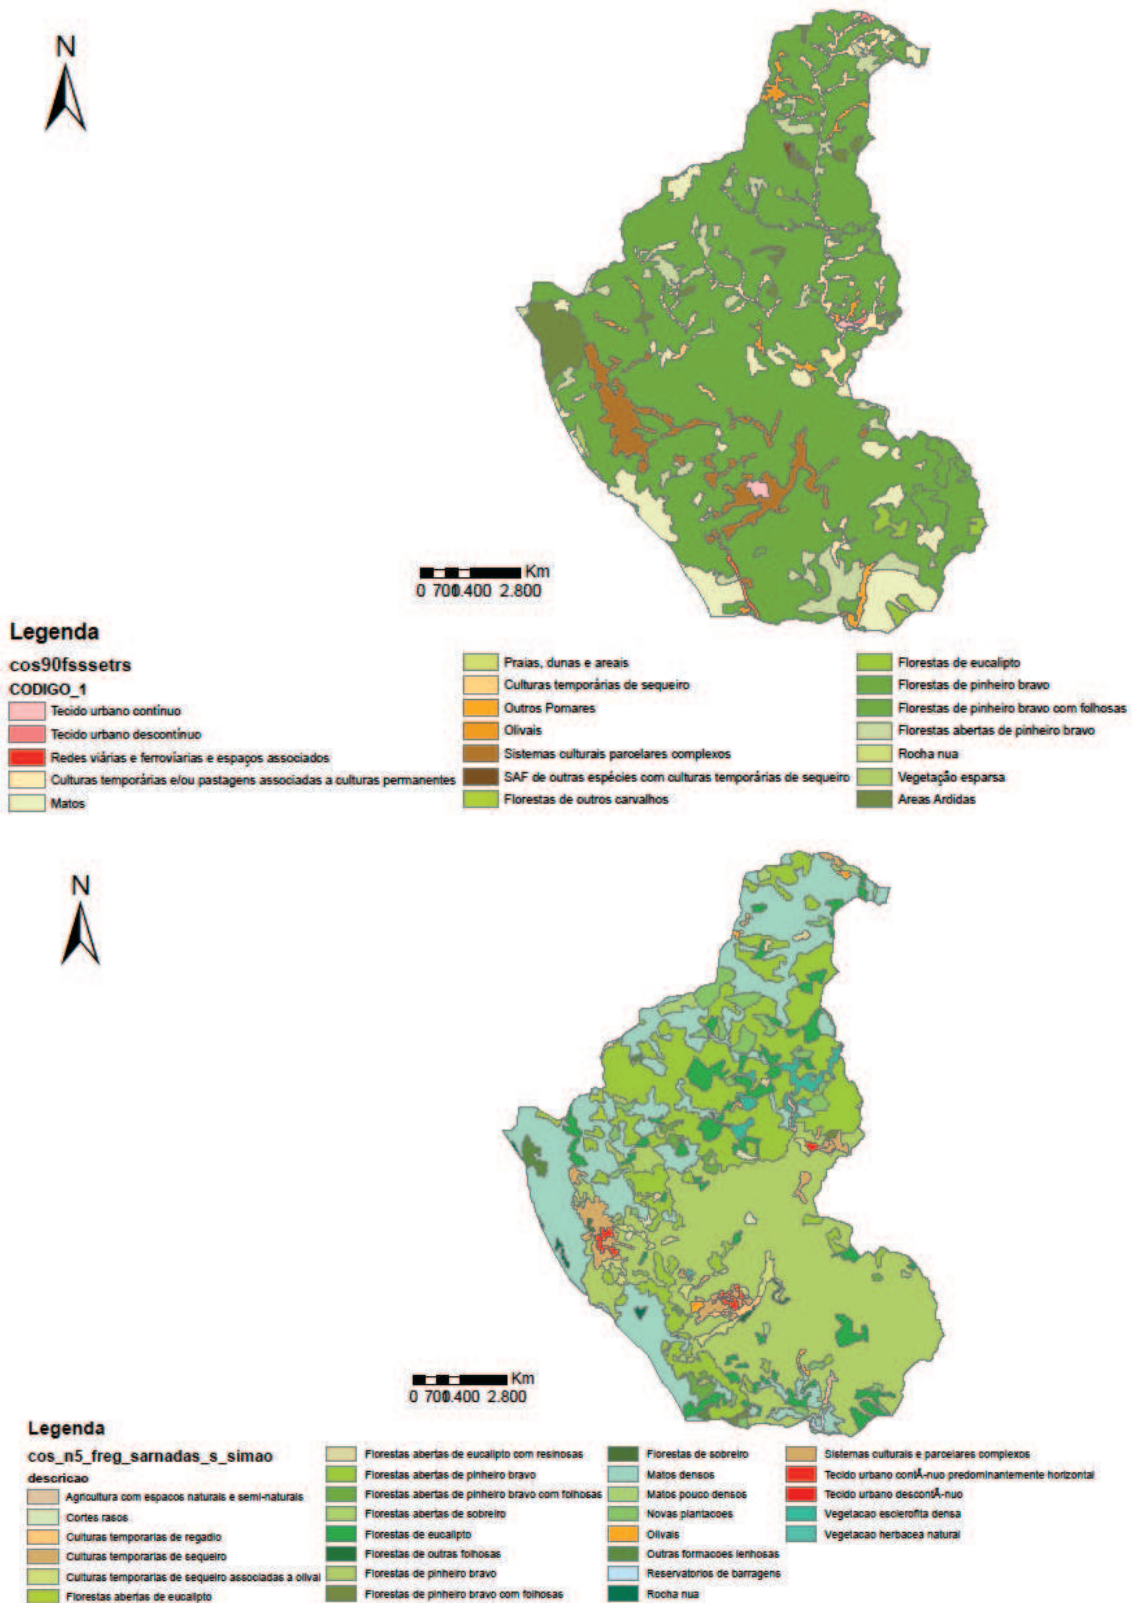 N
Km
0 700 1.400 2.800
Legenda
cos90fsssetrs
CODIGO_1
Tecido urbano contínuo
Tecido urbano descontínuo
Redes viárias e ferroviarias e espaços associados
Culturas temporárias e/ou pastagens associadas a culturas permanentes
Matos
Praias, dunas e areais
Culturas temporárias de sequeiro
Outros Pomares
Olivais
Sistemas culturais parcelares complexos
SAF de outras espécies com culturas temporárias de sequeiro
Florestas de outros carvalhos
Florestas de eucalipto
Florestas de pinheiro bravo
Florestas de pinheiro bravo com folhosas
Florestas abertas de pinheiro bravo
Rocha nua
Vegetação esparsa
Areas Ardidas
N
Km
0 700 1.400 2.800
Legenda
cos_n5_freg_sarnadas_s_simao
descricao
Agricultura com espacos naturais e semi-naturais
Cortes rasos
Culturas temporarias de regadio
Culturas temporarias de sequeiro
Culturas temporarias de sequeiro associadas a olival
Florestas abertas de eucalipto
Florestas abertas de eucalipto com resinosas
Florestas abertas de pinheiro bravo
Florestas abertas de pinheiro bravo com folhosas
Florestas abertas de sobreiro
Florestas de eucalipto
Florestas de outras folhosas
Florestas de pinheiro bravo
Florestas de pinheiro bravo com folhosas
Florestas de sobreiro
Matos densos
Matos pouco densos
Novas plantacoes
Olivais
Outras formacoes lenhosas
Reservatorios de barragens
Rocha nua
Sistemas culturais e parcelares complexos
Tecido urbano contÃ-nuo predominantemente horizontal
Tecido urbano descontÃ-nuo
Vegetacao esclerofita densa
Vegetacao herbacea natural